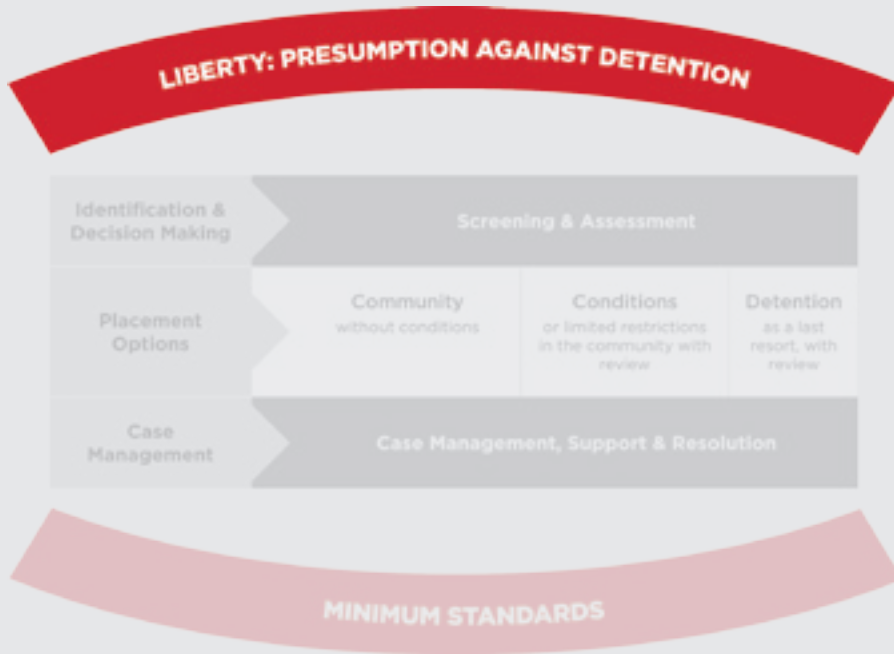 LIBERTY: PRESUMPTION AGAINST DETENTION
Identification &
Decision Making
Screening & Assessment
Placement
Options
Community
without conditions
Conditions
or limited restrictions
in the community with
review
Detention
as a last
resort, with
review
Case
Management
Case Management, Support & Resolution
MINIMUM STANDARDS